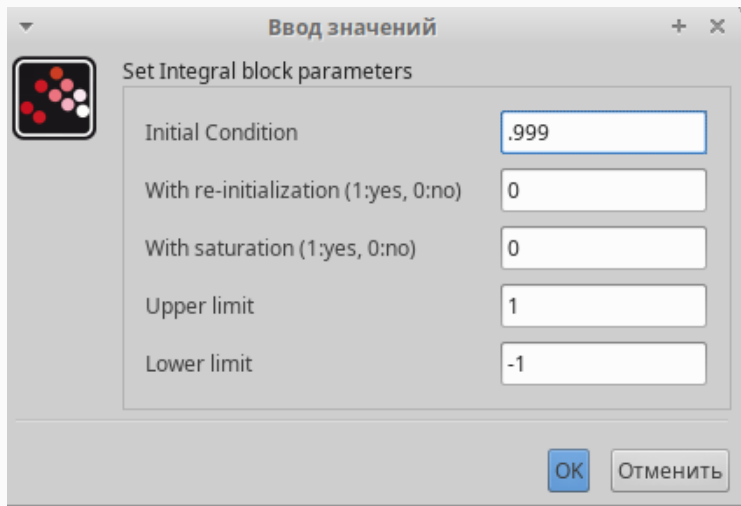 Ввод значений
Set Integral block parameters
Initial Condition .999
With re-initialization (1:yes, 0:no) 0
With saturation (1:yes, 0:no) 0
Upper limit 1
Lower limit -1
OK Отменить